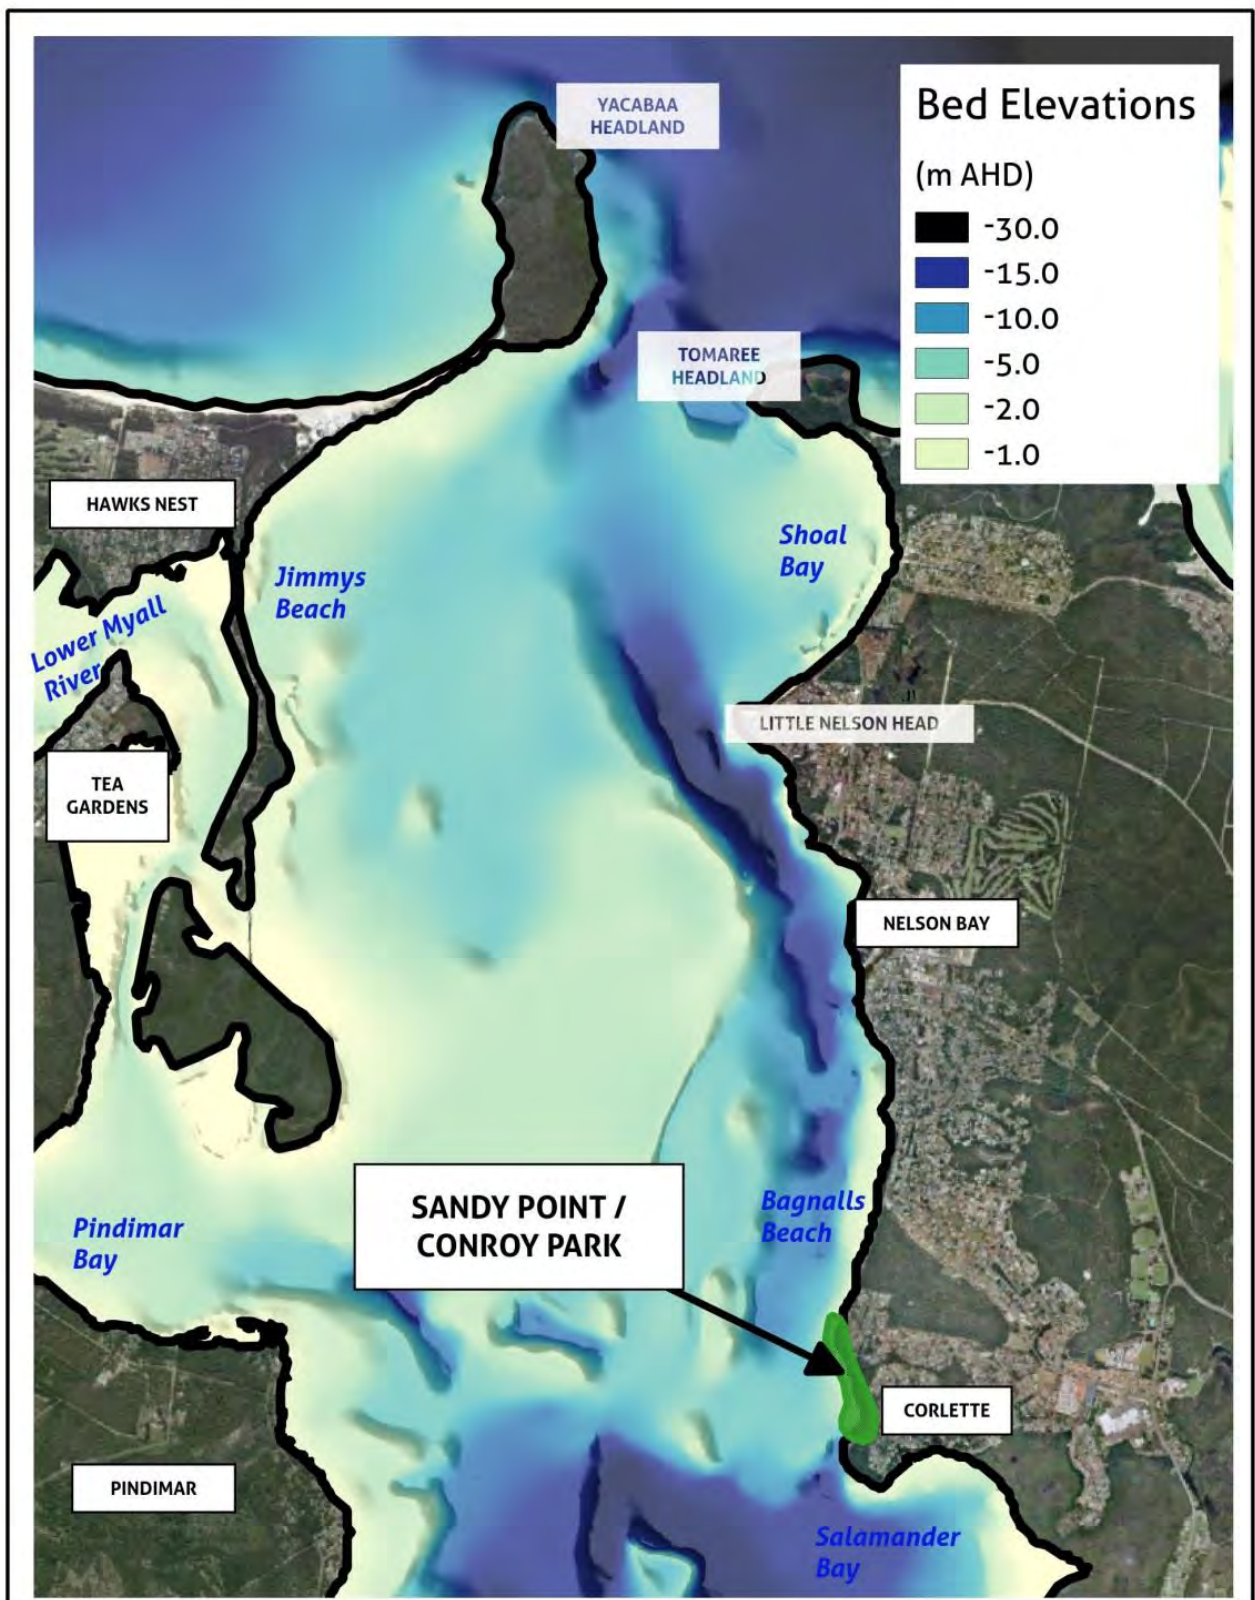 YACABAA
HEADLAND
Bed Elevations
(m AHD)
-30.0
-15.0
-10.0
-5.0
-2.0
-1.0
TOMAREE
HEADLAND
HAWKS NEST
Shoal
Bay
Jimmys
Beach
Lower Myall
River
LITTLE NELSON HEAD
TEA
GARDENS
NELSON BAY
SANDY POINT /
CONROY PARK
Bagnalls
Beach
Pindimar
Bay
CORLETTE
PINDIMAR
Salamander
Bay